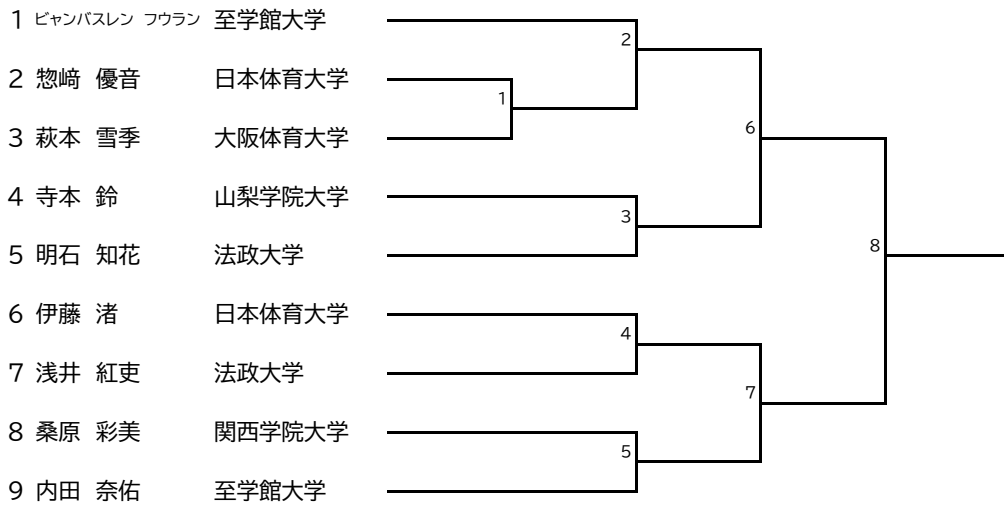 1 ビャンバスレン フウラン 至学館大学
2
2 惣﨑 優音 日本体育大学
1
3 萩本 雪季 大阪体育大学
6
4 寺本 鈴 山梨学院大学
3
5 明石 知花 法政大学
8
6 伊藤 渚 日本体育大学
4
7 浅井 紅吏 法政大学
7
8 桑原 彩美 関西学院大学
5
9 内田 奈佑 至学館大学